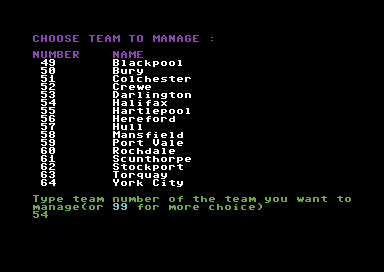 CHOOSE TEAM TO MANAGE :
NUMBER NAME
49 Blackpool
50 Bury
51 Colchester
52 Crewe
53 Darlington
54 Halifax
55 Hartlepool
56 Hereford
57 Hull
58 Mansfield
59 Port Vale
60 Rochdale
61 Scunthorpe
62 Stockport
63 Torquay
64 York City
Type team number of the team you want to
manage(or 99 for more choice)
54